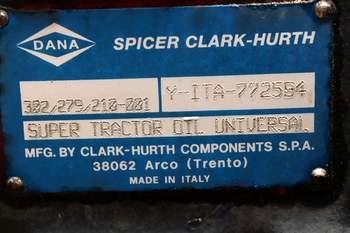 DANA
SPICER CLARK-HURTH
302/279/210-001
Y-ITA-772594
SUPER TRACTOR OIL UNIVERSAL
MFG. BY CLARK-HURTH COMPONENTS S.P.A.
38062 Arco (Trento)
MADE IN ITALY